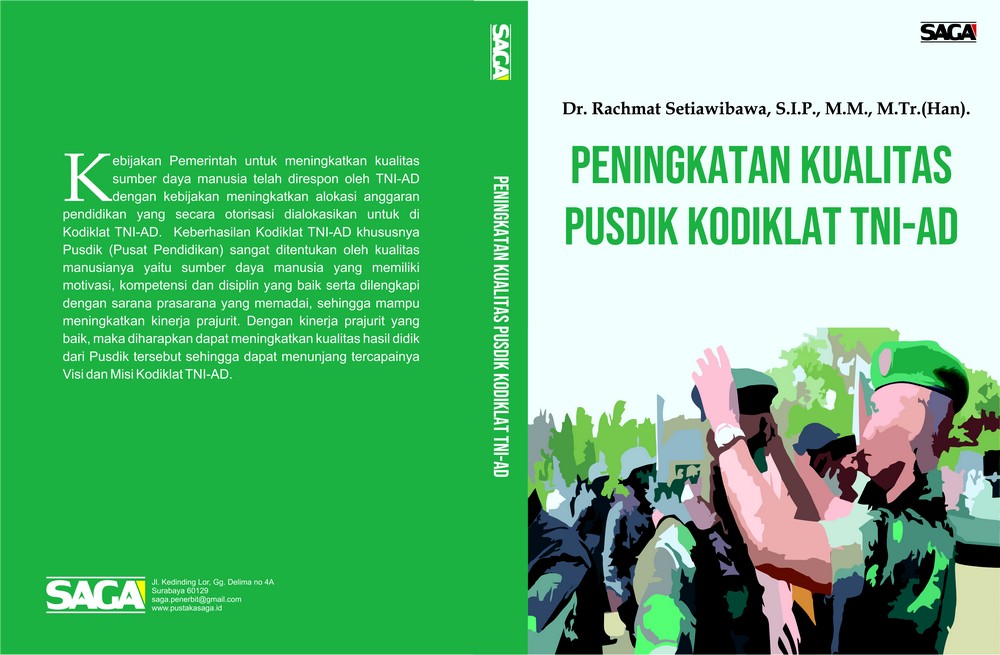 Kebijakan Pemerintah untuk meningkatkan kualitas
sumber daya manusia telah direspon oleh TNI-AD
dengan kebijakan meningkatkan alokasi anggaran
pendidikan yang secara otorisasi dialokasikan untuk di
Kodiklat TNI-AD. Keberhasilan Kodiklat TNI-AD khususnya
Pusdik (Pusat Pendidikan) sangat ditentukan oleh kualitas
manusianya yaitu sumber daya manusia yang memiliki
motivasi, kompetensi dan disiplin yang baik serta dilengkapi
dengan sarana prasarana yang memadai, sehingga mampu
meningkatkan kinerja prajurit. Dengan kinerja prajurit yang
baik, maka diharapkan dapat meningkatkan kualitas hasil didik
dari Pusdik tersebut sehingga dapat menunjang tercapainya
Visi dan Misi Kodiklat TNI-AD.
SAGA
Jl. Kedinding Lor, Gg. Delima no 4A
Surabaya 60129
saga.penerbit@gmail.com
www.pustakasaga.id
SAGA
PENINGKATAN KUALITAS PUSDIK KODIKLAT TNI-AD
SAGA
Dr. Rachmat Setiawibawa, S.I.P., M.M., M.Tr.(Han).
PENINGKATAN KUALITAS
PUSDIK KODIKLAT TNI-AD